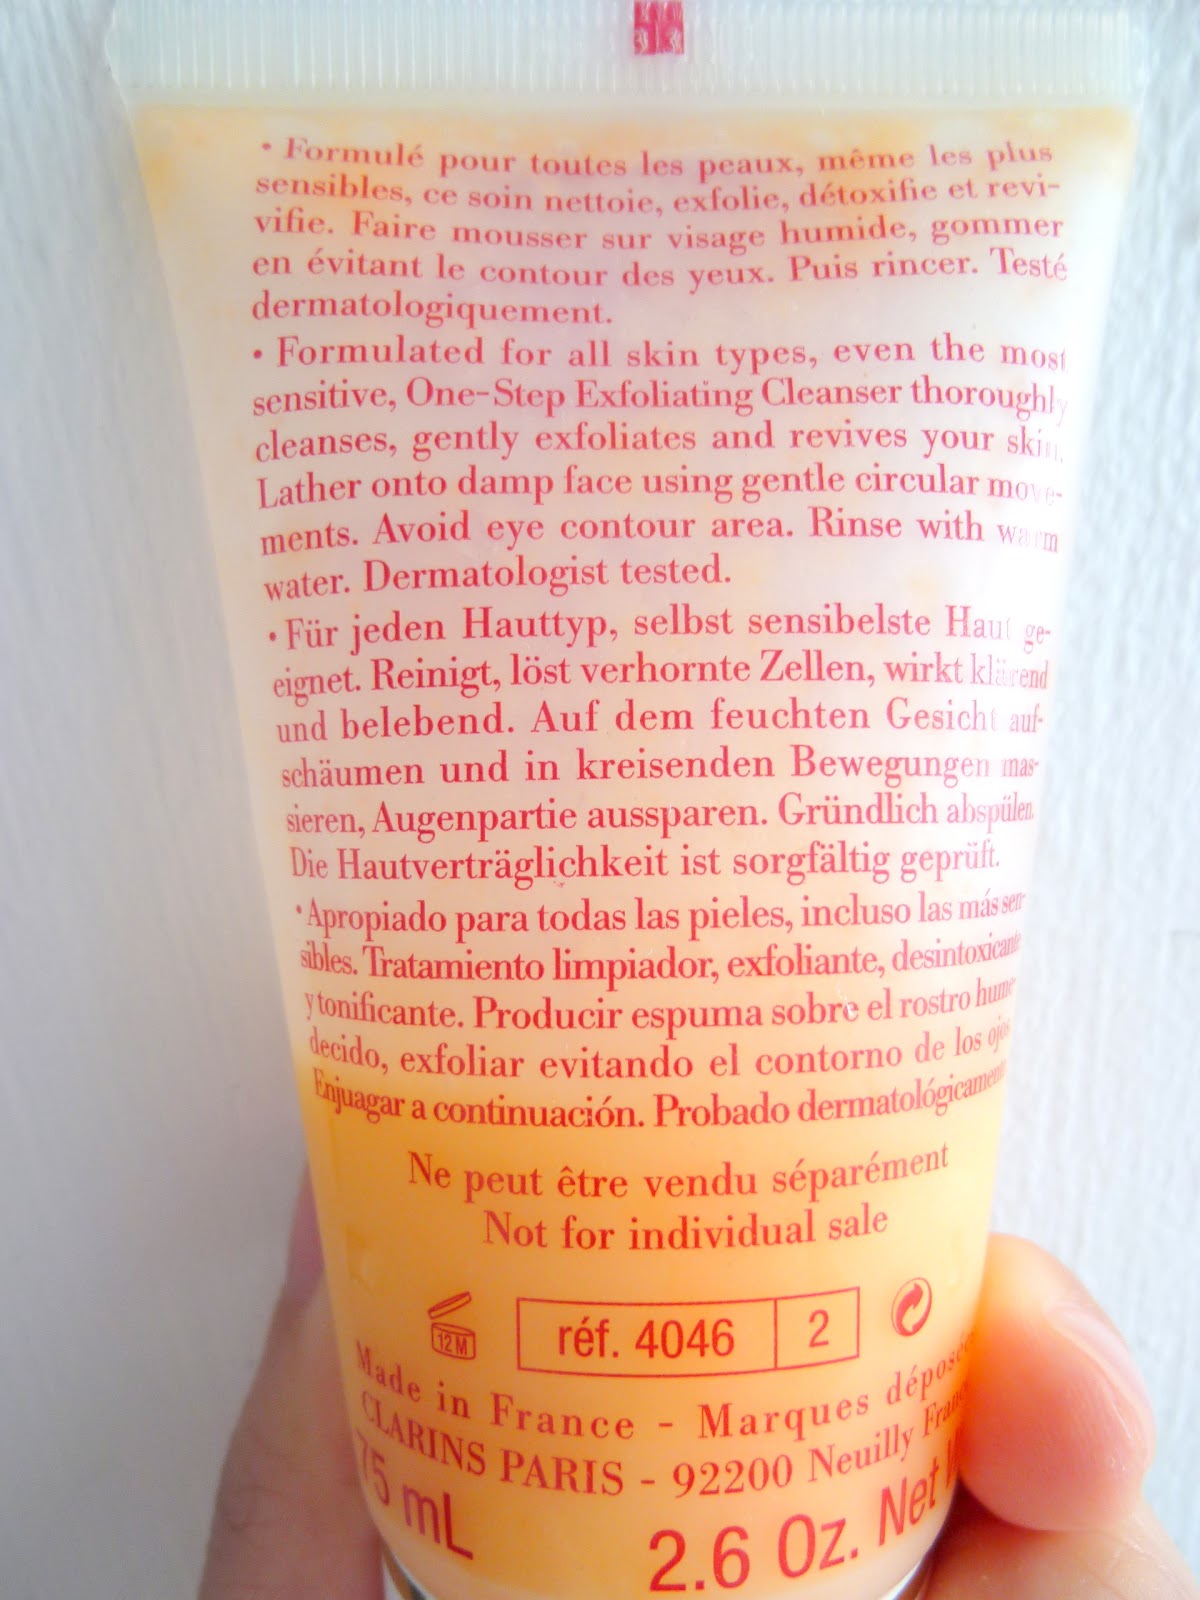 • Formulé pour toutes les peaux, même les plus
sensibles, ce soin nettoie, exfolie, détoxifie et revi-
vifie. Faire mousser sur visage humide, gommer
en évitant le contour des yeux. Puis rincer. Testé
dermatologiquement.
• Formulated for all skin types, even the most
sensitive, One-Step Exfoliating Cleanser thoroughly
cleanses, gently exfoliates and revives your skin.
Lather onto damp face using gentle circular move-
ments. Avoid eye contour area. Rinse with warm
water. Dermatologist tested.
• Für jeden Hauttyp, selbst sensibelste Haut ge-
eignet. Reinigt, löst verhornte Zellen, wirkt klärend
und belebend. Auf dem feuchten Gesicht auf-
schäumen und in kreisenden Bewegungen mas-
sieren, Augenpartie aussparen. Gründlich abspülen.
Die Hautverträglichkeit ist sorgfältig geprüft.
• Apropiado para todas las pieles, incluso las más sen-
sibles. Tratamiento limpiador, exfoliante, desintoxicante
y tonificante. Producir espuma sobre el rostro hume-
decido, exfoliar evitando el contorno de los ojos
Enjuagar a continuación. Probado dermatológicamente
Ne peut être vendu séparément
Not for individual sale
12M réf. 4046 2
Made in France - Marques déposées
CLARINS PARIS - 92200 Neuilly France
75 mL 2.6 Oz. Net